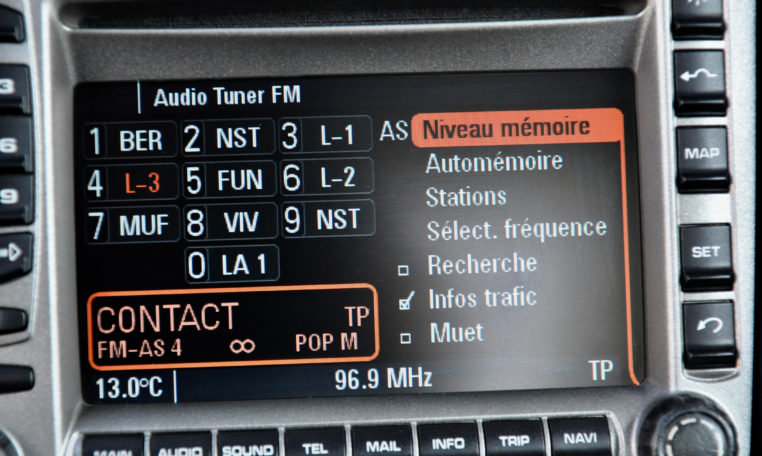 Audio Tuner FM
1 BER 2 NST 3 L-1 AS Niveau mémoire
Automémoire
4 L-3 5 FUN 6 L-2 Stations
7 MUF 8 VIV 9 NST Sélect. fréquence
0 LA 1 Recherche
Infos trafic
CONTACT TP
FM-AS 4 ∞ POP M Muet
13.0°C 96.9 MHz TP
3
6
9
MAP
SET
MAIN AUDIO SOUND TEL MAIL INFO TRIP NAVI